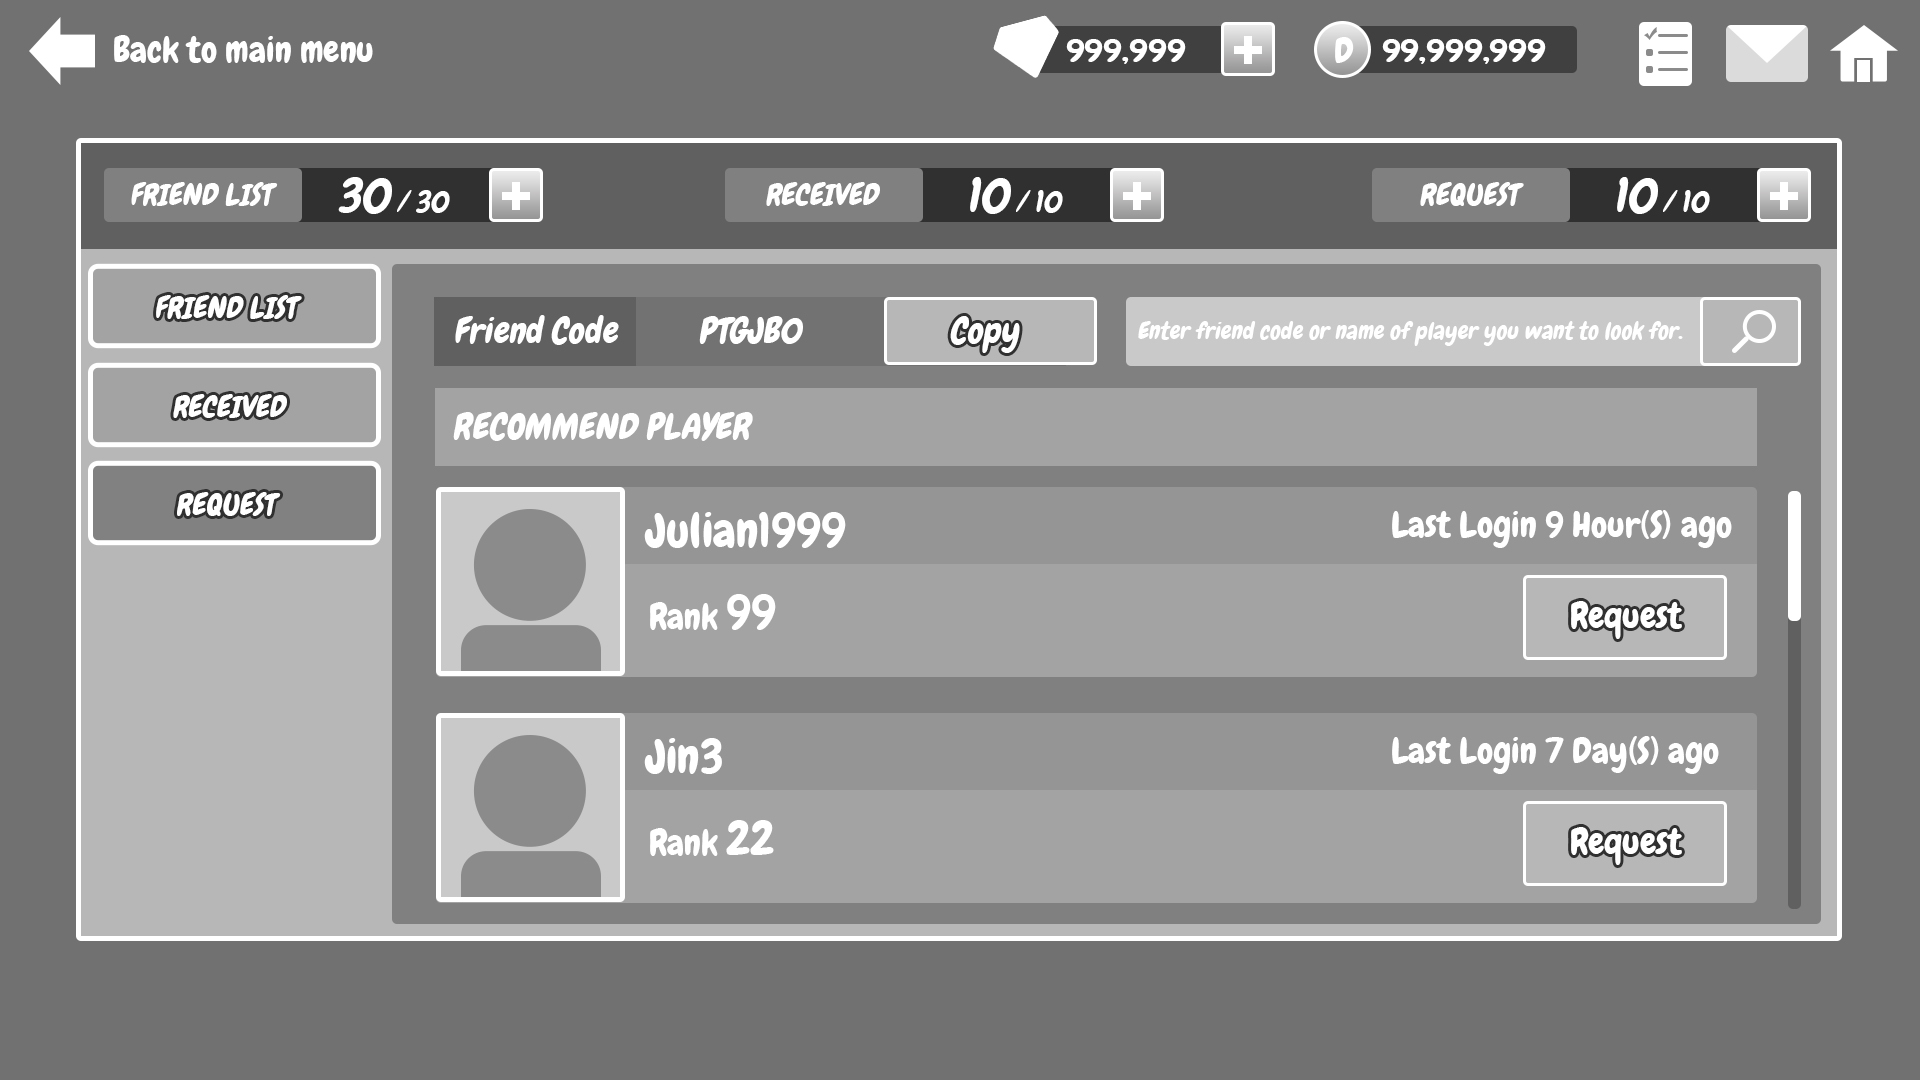 Back to main menu
999,999
D
99,999,999
FRIEND LIST
30 / 30
RECEIVED
10 / 10
REQUEST
10 / 10
FRIEND LIST
RECEIVED
REQUEST
Friend Code
PTGJBO
Copy
Enter friend code or name of player you want to look for.
RECOMMEND PLAYER
Julian1999
Last Login 9 Hour(S) ago
Rank 99
Request
Jin3
Last Login 7 Day(S) ago
Rank 22
Request